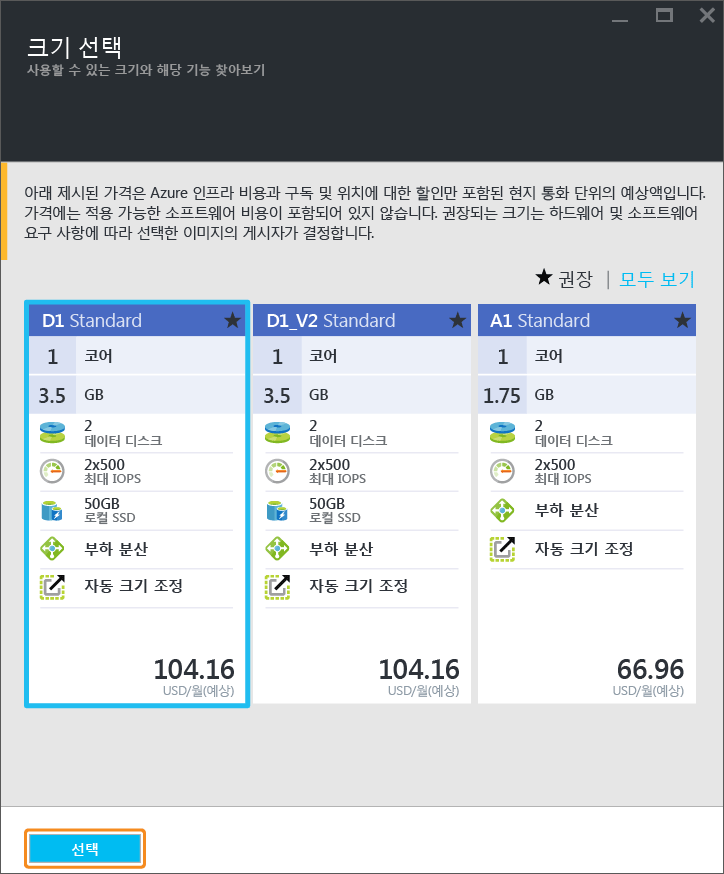 크기 선택
사용할 수 있는 크기와 해당 기능 찾아보기
아래 제시된 가격은 Azure 인프라 비용과 구독 및 위치에 대한 할인만 포함된 현지 통화 단위의 예상액입니다.
가격에는 적용 가능한 소프트웨어 비용이 포함되어 있지 않습니다. 권장되는 크기는 하드웨어 및 소프트웨어
요구 사항에 따라 선택한 이미지의 게시자가 결정합니다.
★ 권장 | 모두 보기
D1 Standard ★
1 코어
3.5 GB
2
데이터 디스크
2x500
최대 IOPS
50GB
로컬 SSD
부하 분산
자동 크기 조정
104.16
USD/월(예상)
D1_V2 Standard ★
1 코어
3.5 GB
2
데이터 디스크
2x500
최대 IOPS
50GB
로컬 SSD
부하 분산
자동 크기 조정
104.16
USD/월(예상)
A1 Standard ★
1 코어
1.75 GB
2
데이터 디스크
2x500
최대 IOPS
부하 분산
자동 크기 조정
66.96
USD/월(예상)
선택